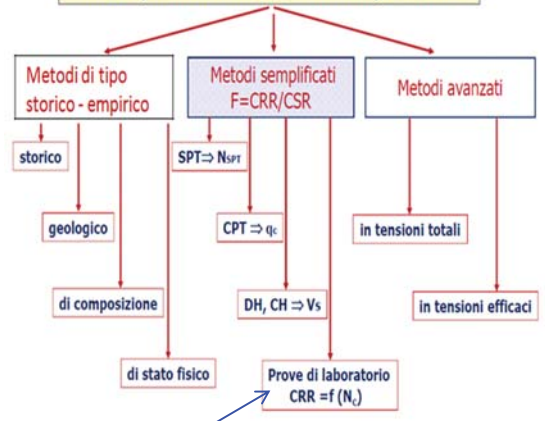 Metodi di tipo
storico - empirico
Metodi semplificati
F=CRR/CSR
Metodi avanzati
storico
SPT⇒ NSPT
geologico
CPT ⇒ qc
in tensioni totali
di composizione
DH, CH ⇒ Vs
in tensioni efficaci
di stato fisico
Prove di laboratorio
CRR =f (Nc)